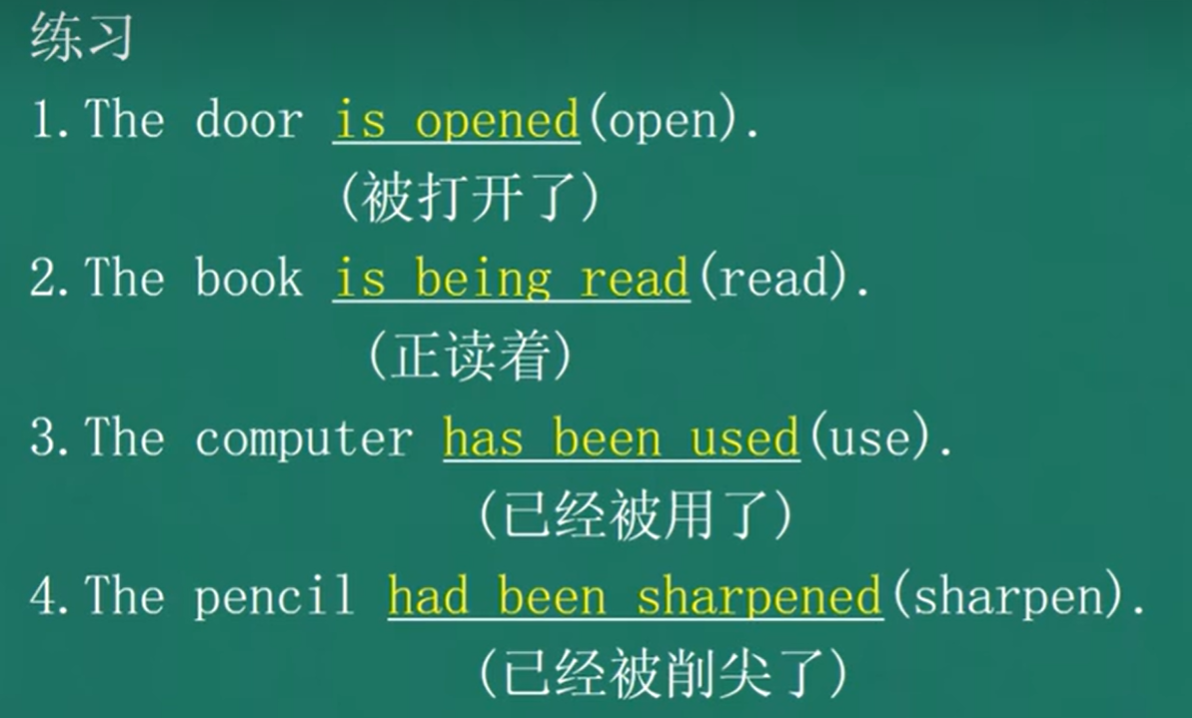 练习
1.The door is opened(open).
(被打开了)
2.The book is being read(read).
(正读着)
3.The computer has been used(use).
(已经被用了)
4.The pencil had been sharpened(sharpen).
(已经被削尖了)